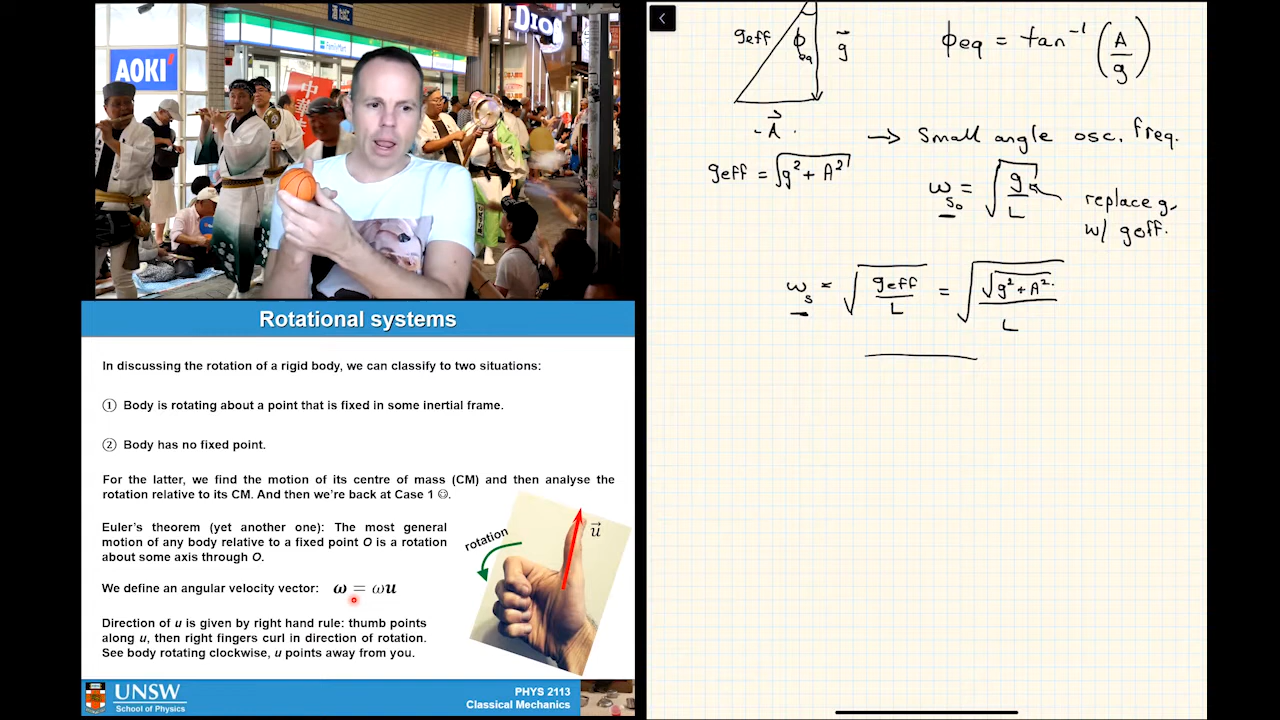 AOKI
FamilyMart
DIOS
中華
geff
ϕeq
g⃗
-A⃗
geff = √g² + A²
ϕeq = tan⁻¹ (A/g)
→ Small angle osc. freq.
ωs₀ = √g/L
replace g
w/ geff.
ωs = √geff/L = √√g² + A²/L
Rotational systems
In discussing the rotation of a rigid body, we can classify to two situations:
① Body is rotating about a point that is fixed in some inertial frame.
② Body has no fixed point.
For the latter, we find the motion of its centre of mass (CM) and then analyse the
rotation relative to its CM. And then we're back at Case 1 ☺.
Euler's theorem (yet another one): The most general
motion of any body relative to a fixed point O is a rotation
about some axis through O.
We define an angular velocity vector: ω = ωu
Direction of u is given by right hand rule: thumb points
along u, then right fingers curl in direction of rotation.
See body rotating clockwise, u points away from you.
rotation
u⃗
UNSW
School of Physics
PHYS 2113
Classical Mechanics